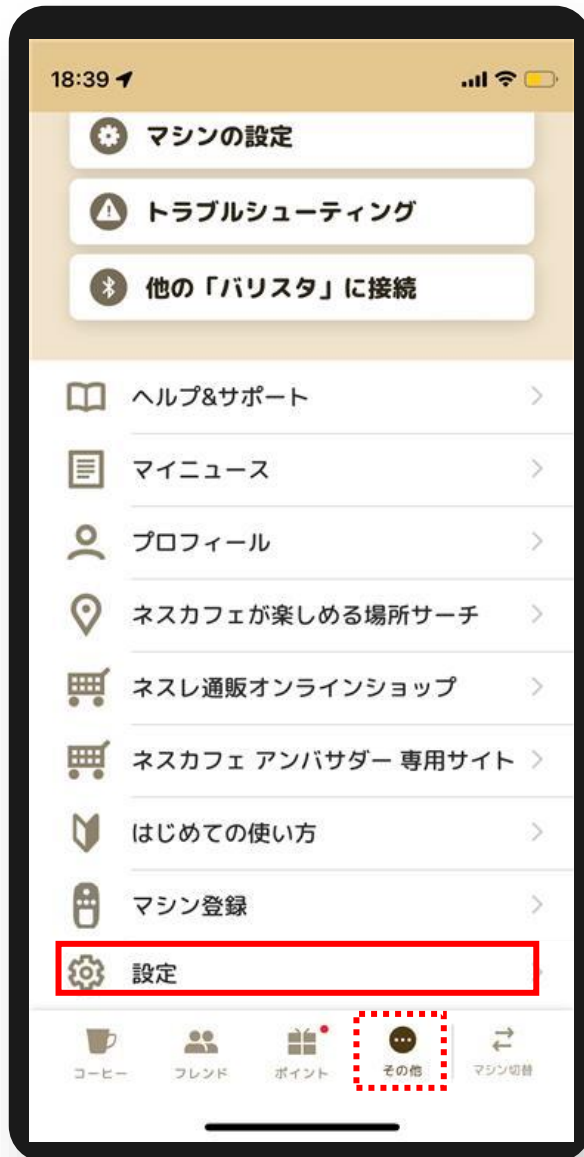 18:39
マシンの設定
トラブルシューティング
他の「バリスタ」に接続
ヘルプ&サポート
マイニュース
プロフィール
ネスカフェが楽しめる場所サーチ
ネスレ通販オンラインショップ
ネスカフェ アンバサダー 専用サイト
はじめての使い方
マシン登録
設定
コーヒー フレンド ポイント その他 マシン切替